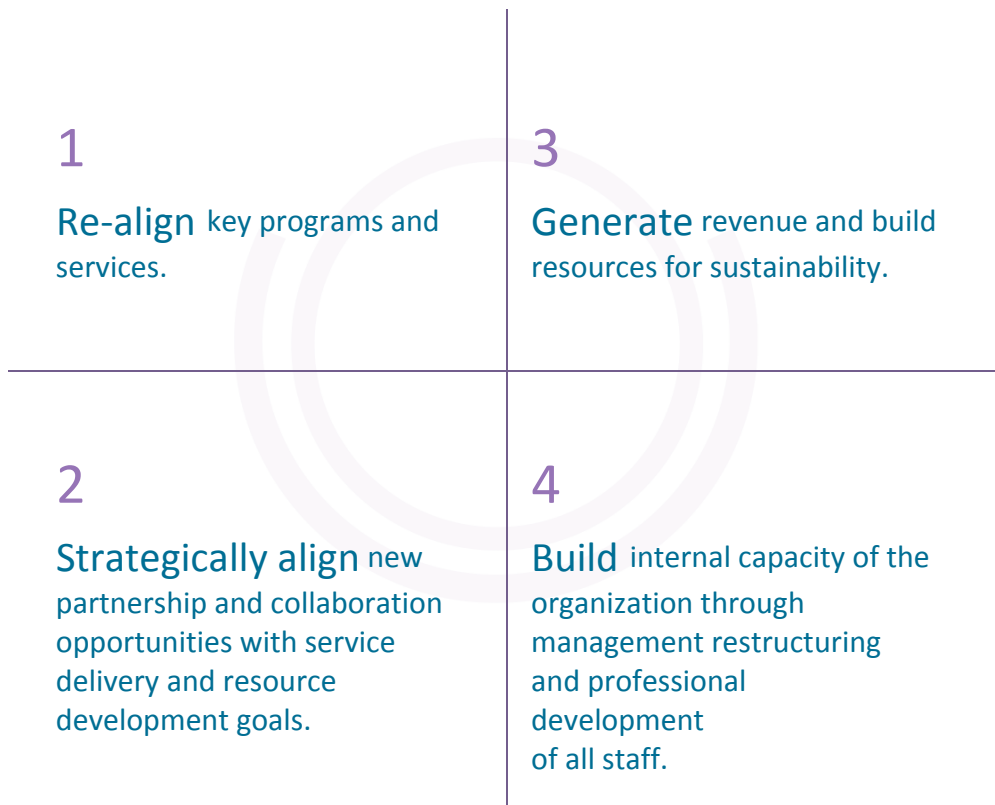 1
Re-align key programs and
services.
2
Strategically align new
partnership and collaboration
opportunities with service
delivery and resource
development goals.
3
Generate revenue and build
resources for sustainability.
4
Build internal capacity of the
organization through
management restructuring
and professional
development
of all staff.